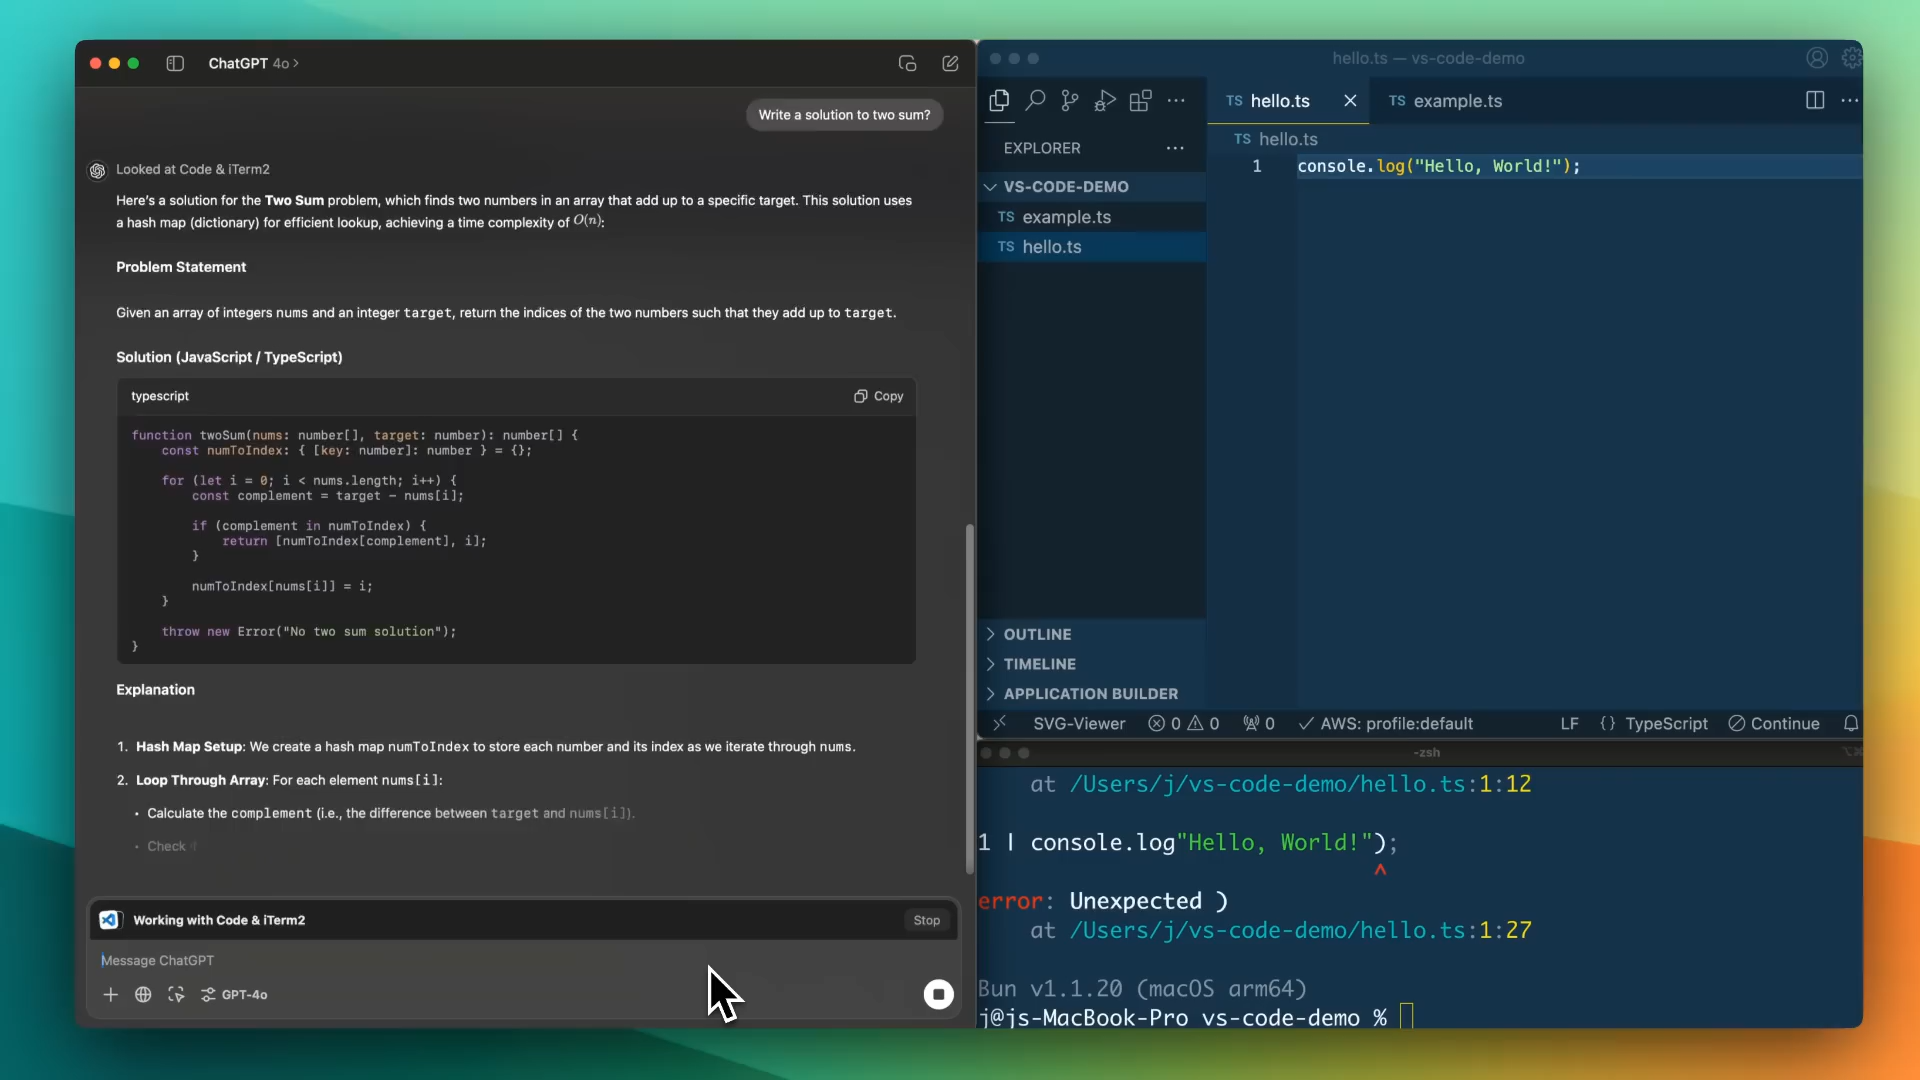 ChatGPT 4o >
Write a solution to two sum?
Looked at Code & iTerm2
Here's a solution for the Two Sum problem, which finds two numbers in an array that add up to a specific target. This solution uses
a hash map (dictionary) for efficient lookup, achieving a time complexity of O(n):
Problem Statement
Given an array of integers nums and an integer target, return the indices of the two numbers such that they add up to target.
Solution (JavaScript / TypeScript)
typescript
Copy
function twoSum(nums: number[], target: number): number[] {
    const numToIndex: { [key: number]: number } = {};
    for (let i = 0; i < nums.length; i++) {
        const complement = target - nums[i];
        if (complement in numToIndex) {
            return [numToIndex[complement], i];
        }
        numToIndex[nums[i]] = i;
    }
    throw new Error("No two sum solution");
}
Explanation
1. Hash Map Setup: We create a hash map numToIndex to store each number and its index as we iterate through nums.
2. Loop Through Array: For each element nums[i]:
• Calculate the complement (i.e., the difference between target and nums[i]).
• Check
Working with Code & iTerm2
Stop
Message ChatGPT
GPT-4o
hello.ts — vs-code-demo
TS hello.ts
TS example.ts
EXPLORER
VS-CODE-DEMO
TS example.ts
TS hello.ts
OUTLINE
TIMELINE
APPLICATION BUILDER
TS hello.ts
1 console.log("Hello, World!");
SVG-Viewer 0 0 0 AWS: profile:default LF {} TypeScript Continue
-zsh
at /Users/j/vs-code-demo/hello.ts:1:12
1 | console.log"Hello, World!");
^
error: Unexpected )
at /Users/j/vs-code-demo/hello.ts:1:27
Bun v1.1.20 (macOS arm64)
j@js-MacBook-Pro vs-code-demo %